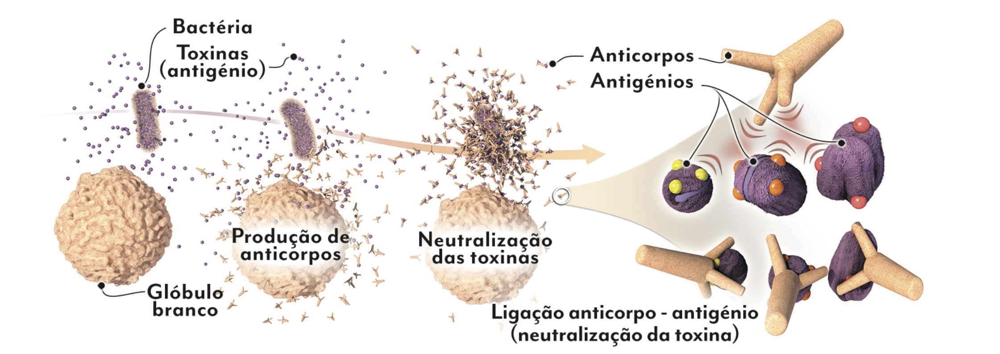 Bactéria
Toxinas
(antigénio)
Anticorpos
Antigénios
Produção de
anticorpos
Neutralização
das toxinas
Glóbulo
branco
Ligação anticorpo - antigénio
(neutralização da toxina)